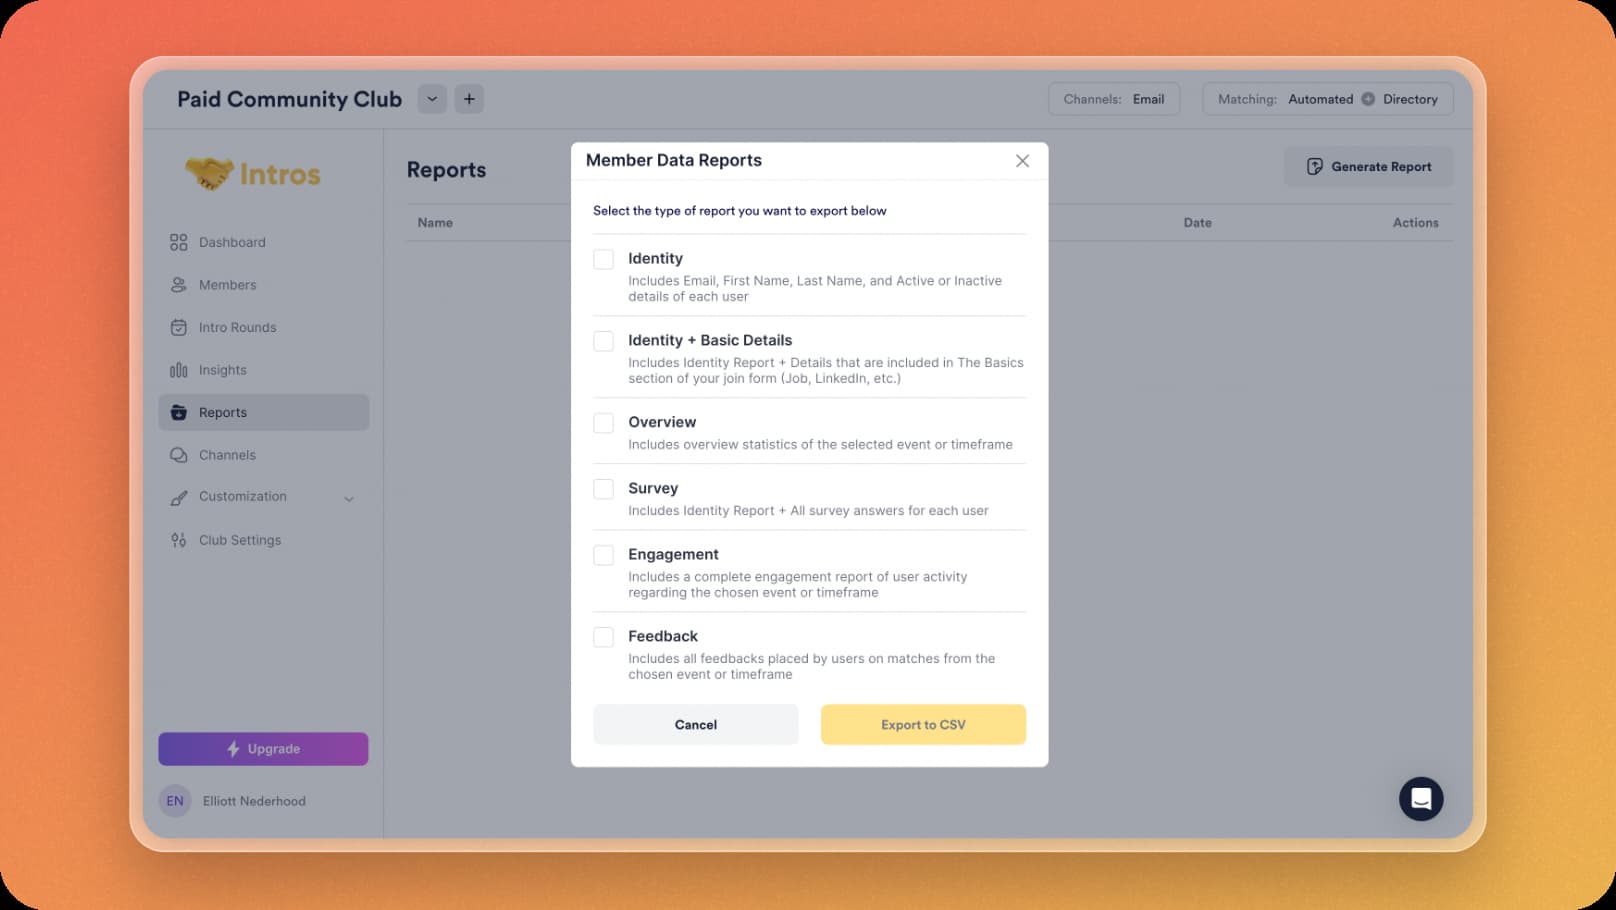 Paid Community Club
Channels: Email
Matching: Automated Directory
Intros
Dashboard
Members
Intro Rounds
Insights
Reports
Channels
Customization
Club Settings
Upgrade
EN Elliott Nederhood
Reports
Generate Report
Name Date Actions
Member Data Reports
Select the type of report you want to export below
Identity
Includes Email, First Name, Last Name, and Active or Inactive
details of each user
Identity + Basic Details
Includes Identity Report + Details that are included in The Basics
section of your join form (Job, LinkedIn, etc.)
Overview
Includes overview statistics of the selected event or timeframe
Survey
Includes Identity Report + All survey answers for each user
Engagement
Includes a complete engagement report of user activity
regarding the chosen event or timeframe
Feedback
Includes all feedbacks placed by users on matches from the
chosen event or timeframe
Cancel
Export to CSV